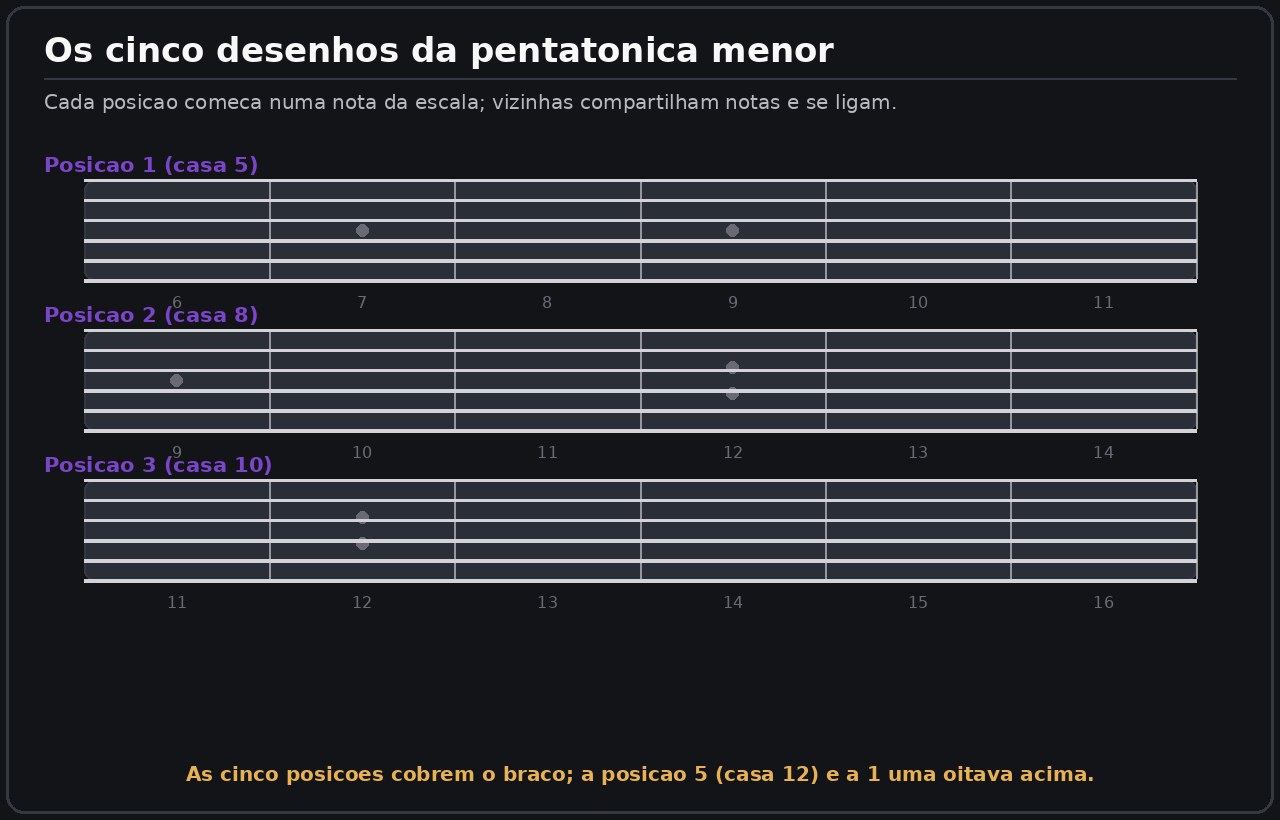 Os cinco desenhos da pentatonica menor
Cada posicao comeca numa nota da escala; vizinhas compartilham notas e se ligam.
Posicao 1 (casa 5)
6 7 8 9 10 11
Posicao 2 (casa 8)
9 10 11 12 13 14
Posicao 3 (casa 10)
11 12 13 14 15 16
As cinco posicoes cobrem o braco; a posicao 5 (casa 12) e a 1 uma oitava acima.